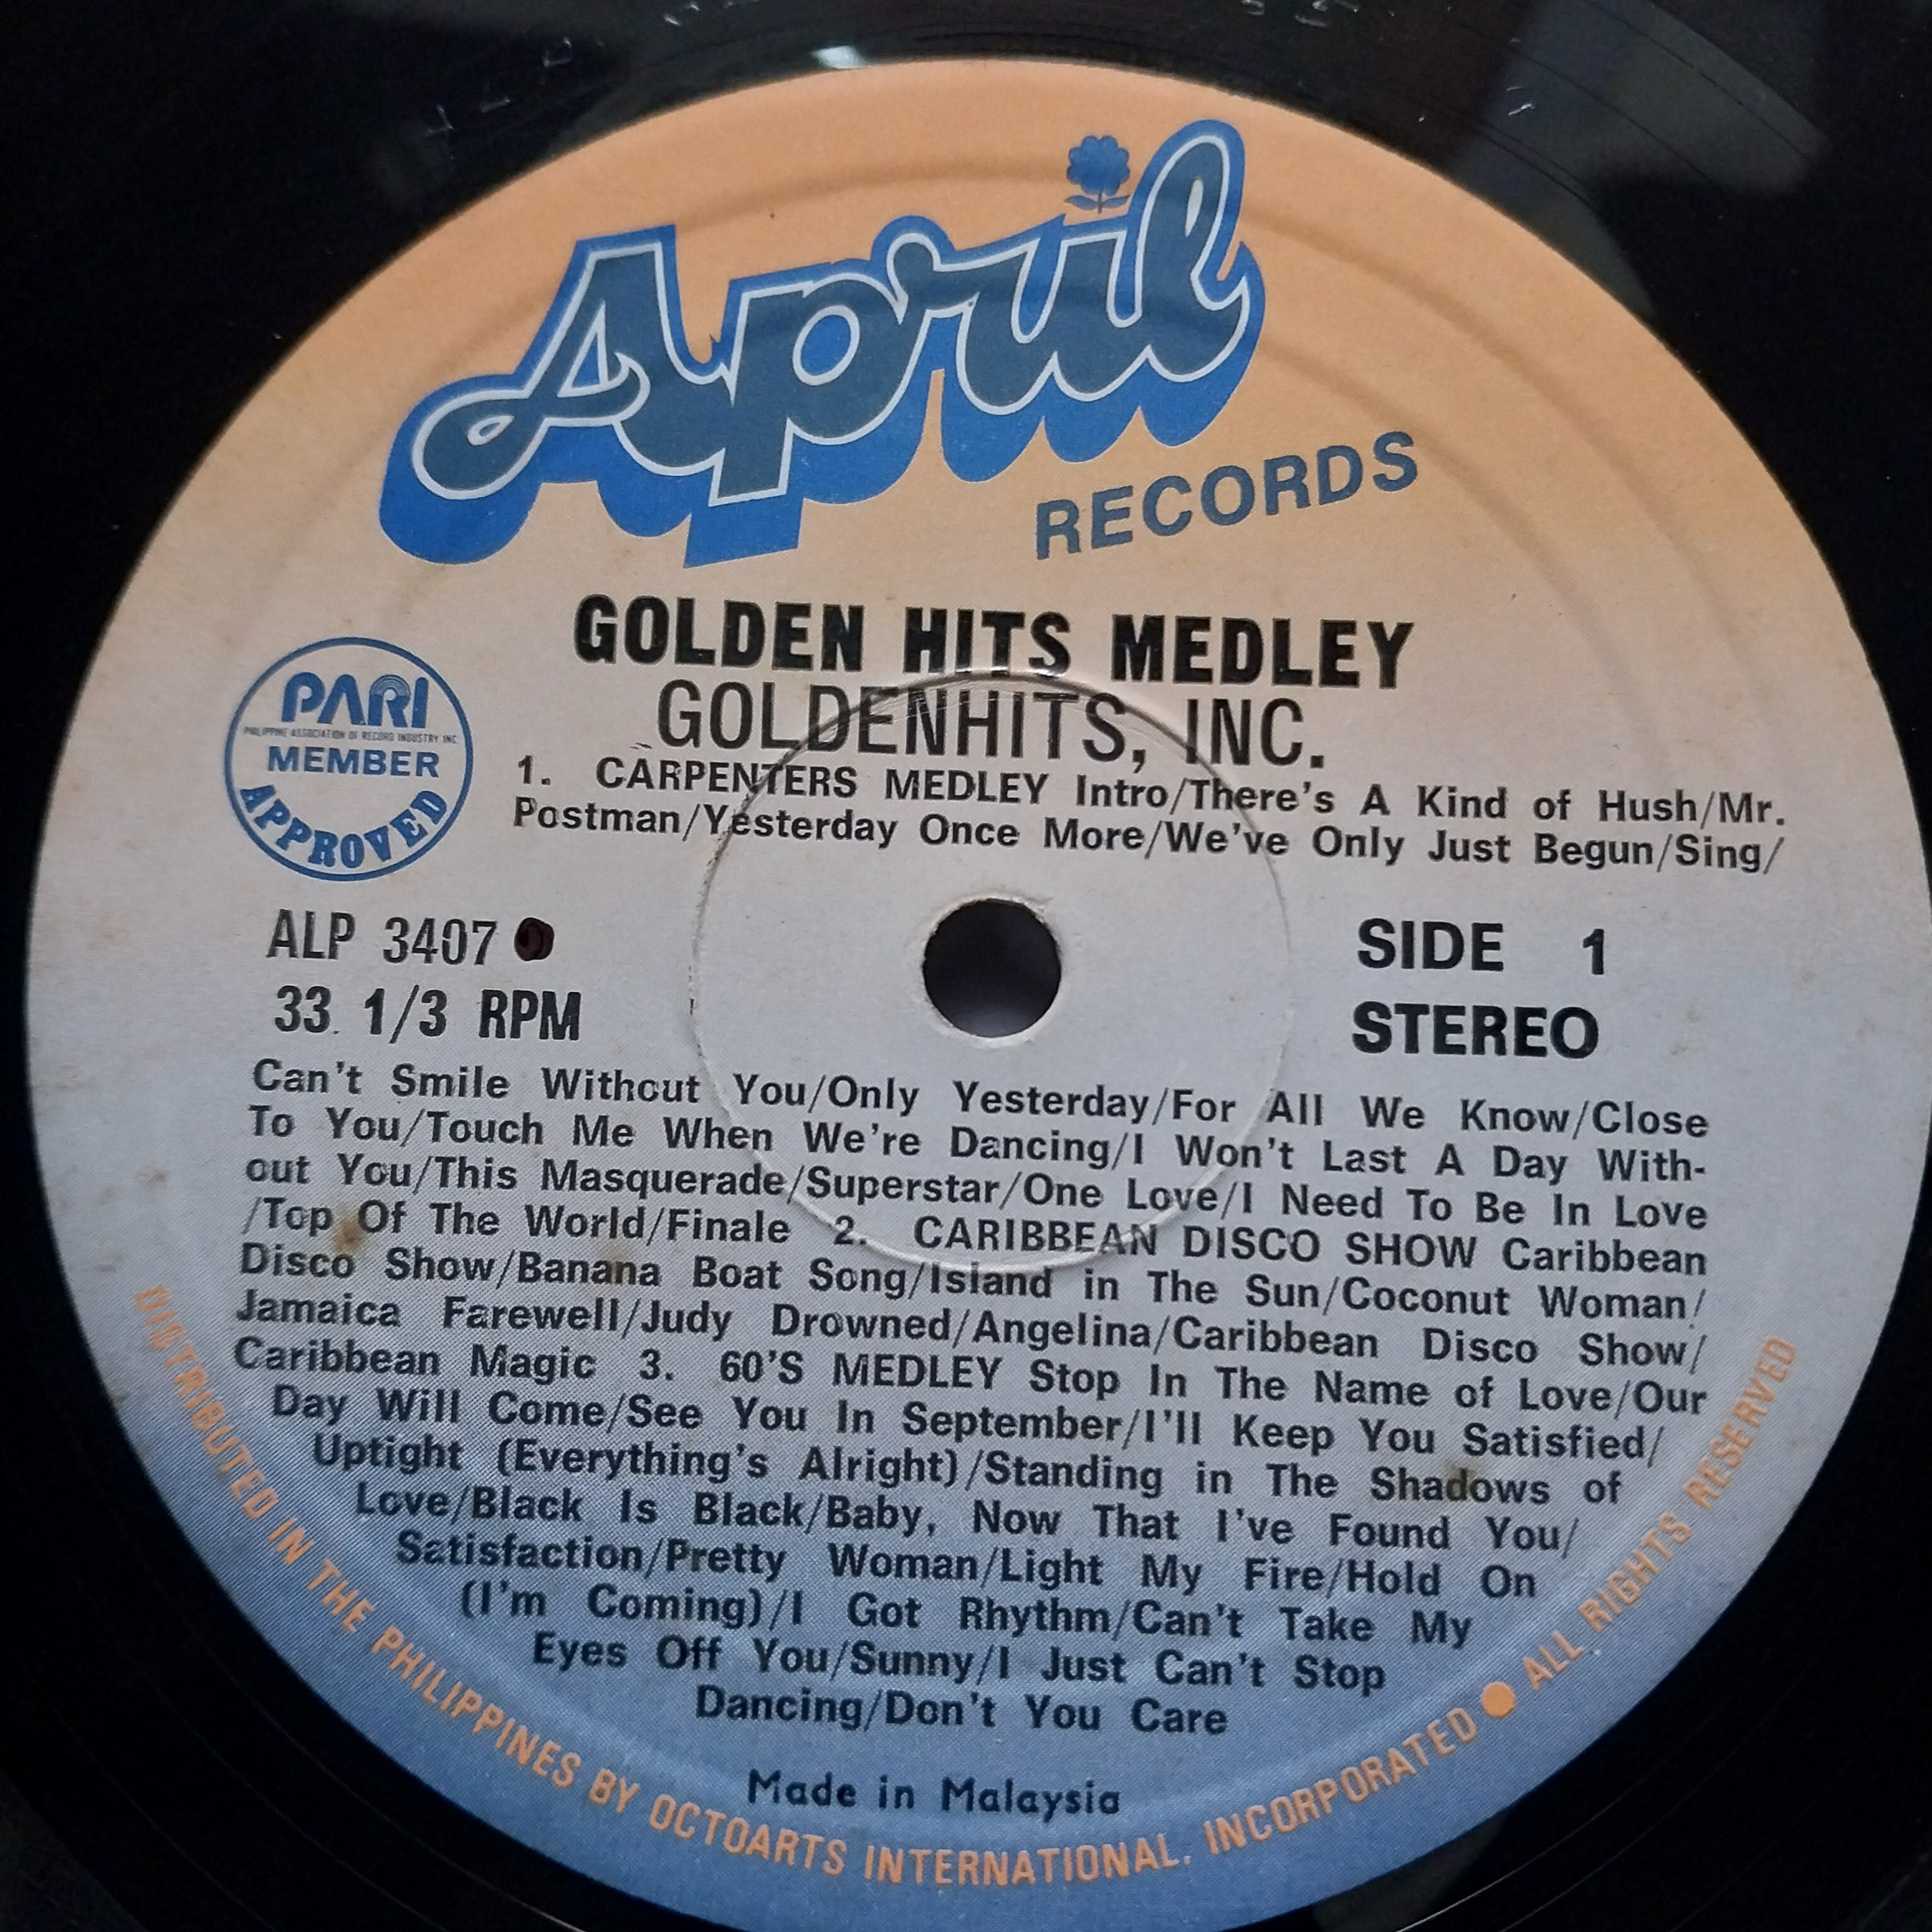 April
RECORDS
GOLDEN HITS MEDLEY
GOLDENHITS, INC.
PARI
PHILIPPINE ASSOCIATION OF RECORD INDUSTRY, INC.
MEMBER
APPROVED
1. CARPENTERS MEDLEY Intro/There's A Kind of Hush/Mr.
Postman/Yesterday Once More/We've Only Just Begun/Sing/
ALP 3407
33 1/3 RPM
SIDE 1
STEREO
Can't Smile Without You/Only Yesterday/For All We Know/Close
To You/Touch Me When We're Dancing/I Won't Last A Day With-
out You/This Masquerade/Superstar/One Love/I Need To Be In Love
/Top Of The World/Finale 2. CARIBBEAN DISCO SHOW Caribbean
Disco Show/Banana Boat Song/Island in The Sun/Coconut Woman/
Jamaica Farewell/Judy Drowned/Angelina/Caribbean Disco Show/
Caribbean Magic 3. 60'S MEDLEY Stop In The Name of Love/Our
Day Will Come/See You In September/I'll Keep You Satisfied/
Uptight (Everything's Alright)/Standing in The Shadows of
Love/Black Is Black/Baby, Now That I've Found You/
Satisfaction/Pretty Woman/Light My Fire/Hold On
(I'm Coming)/I Got Rhythm/Can't Take My
Eyes Off You/Sunny/I Just Can't Stop
Dancing/Don't You Care
Made in Malaysia
DISTRIBUTED IN THE PHILIPPINES BY OCTOARTS INTERNATIONAL, INCORPORATED ● ALL RIGHTS RESERVED